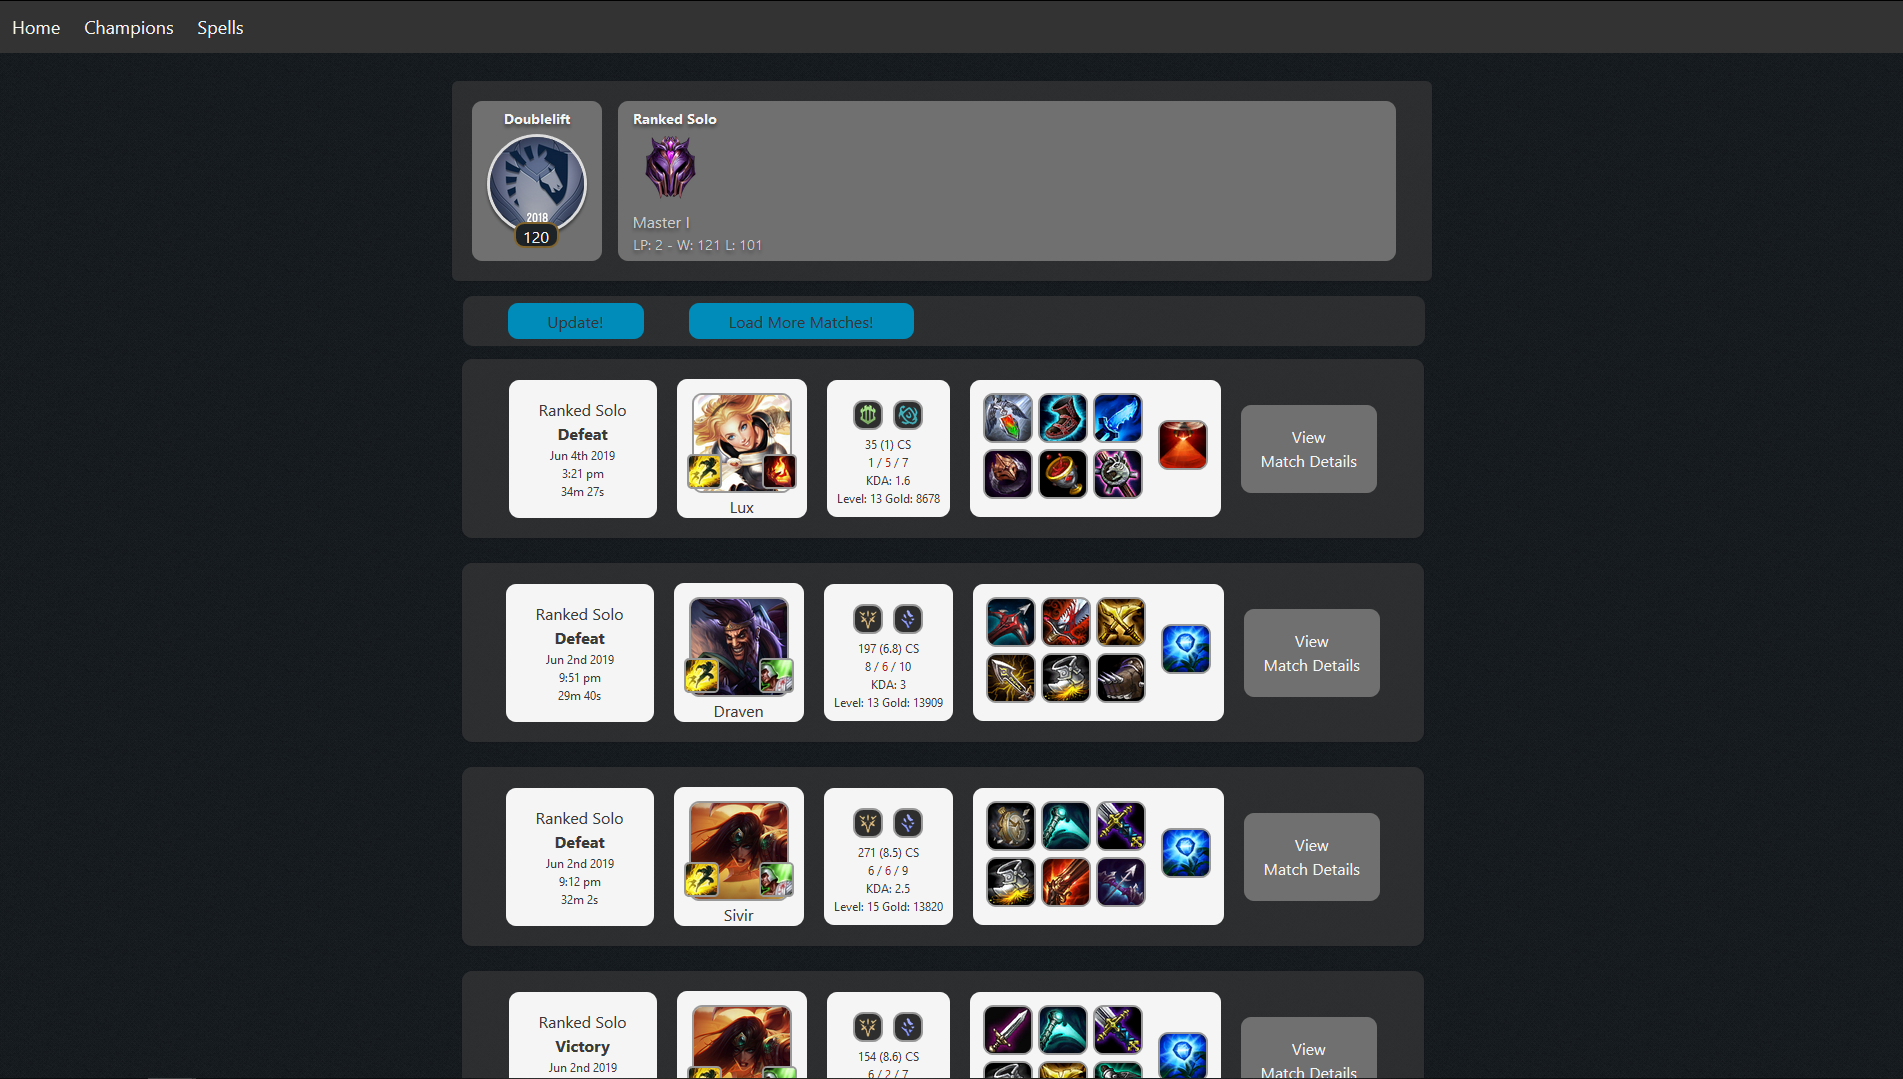 Home
Champions
Spells
Doublelift
2018
120
Ranked Solo
Master I
LP: 2 - W: 121 L: 101
Update!
Load More Matches!
Ranked Solo
Defeat
Jun 4th 2019
3:21 pm
34m 27s
Lux
35 (1) CS
1 / 5 / 7
KDA: 1.6
Level: 13 Gold: 8678
View
Match Details
Ranked Solo
Defeat
Jun 2nd 2019
9:51 pm
29m 40s
Draven
197 (6.8) CS
8 / 6 / 10
KDA: 3
Level: 13 Gold: 13909
View
Match Details
Ranked Solo
Defeat
Jun 2nd 2019
9:12 pm
32m 2s
Sivir
271 (8.5) CS
6 / 6 / 9
KDA: 2.5
Level: 15 Gold: 13820
View
Match Details
Ranked Solo
Victory
Jun 2nd 2019
154 (8.6) CS
6 / 2 / 7
View
Match Details